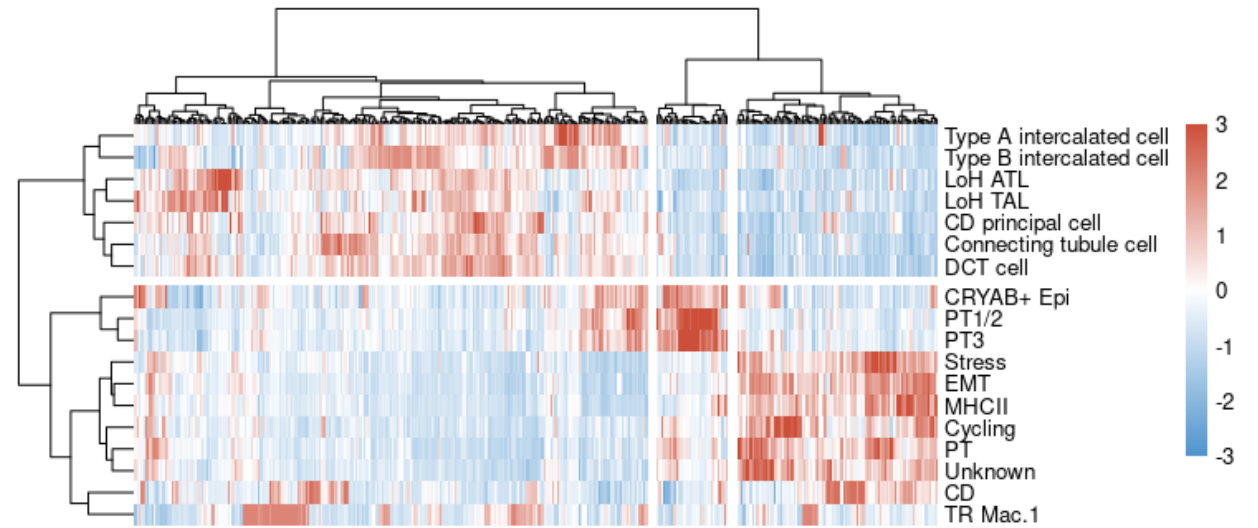 Type A intercalated cell
Type B intercalated cell
LoH ATL
LoH TAL
CD principal cell
Connecting tubule cell
DCT cell
CRYAB+ Epi
PT1/2
PT3
Stress
EMT
MHCII
Cycling
PT
Unknown
CD
TR Mac.1
3
2
1
0
-1
-2
-3